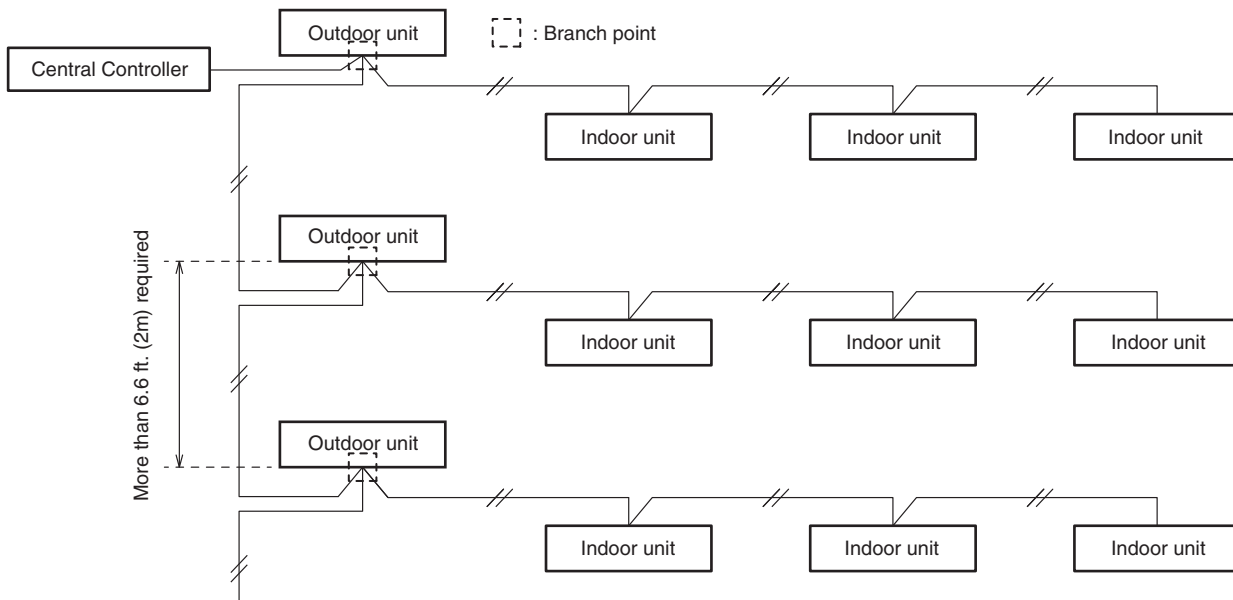 Outdoor unit
: Branch point
Central Controller
Indoor unit
Indoor unit
Indoor unit
Outdoor unit
More than 6.6 ft. (2m) required
Indoor unit
Indoor unit
Indoor unit
Outdoor unit
Indoor unit
Indoor unit
Indoor unit